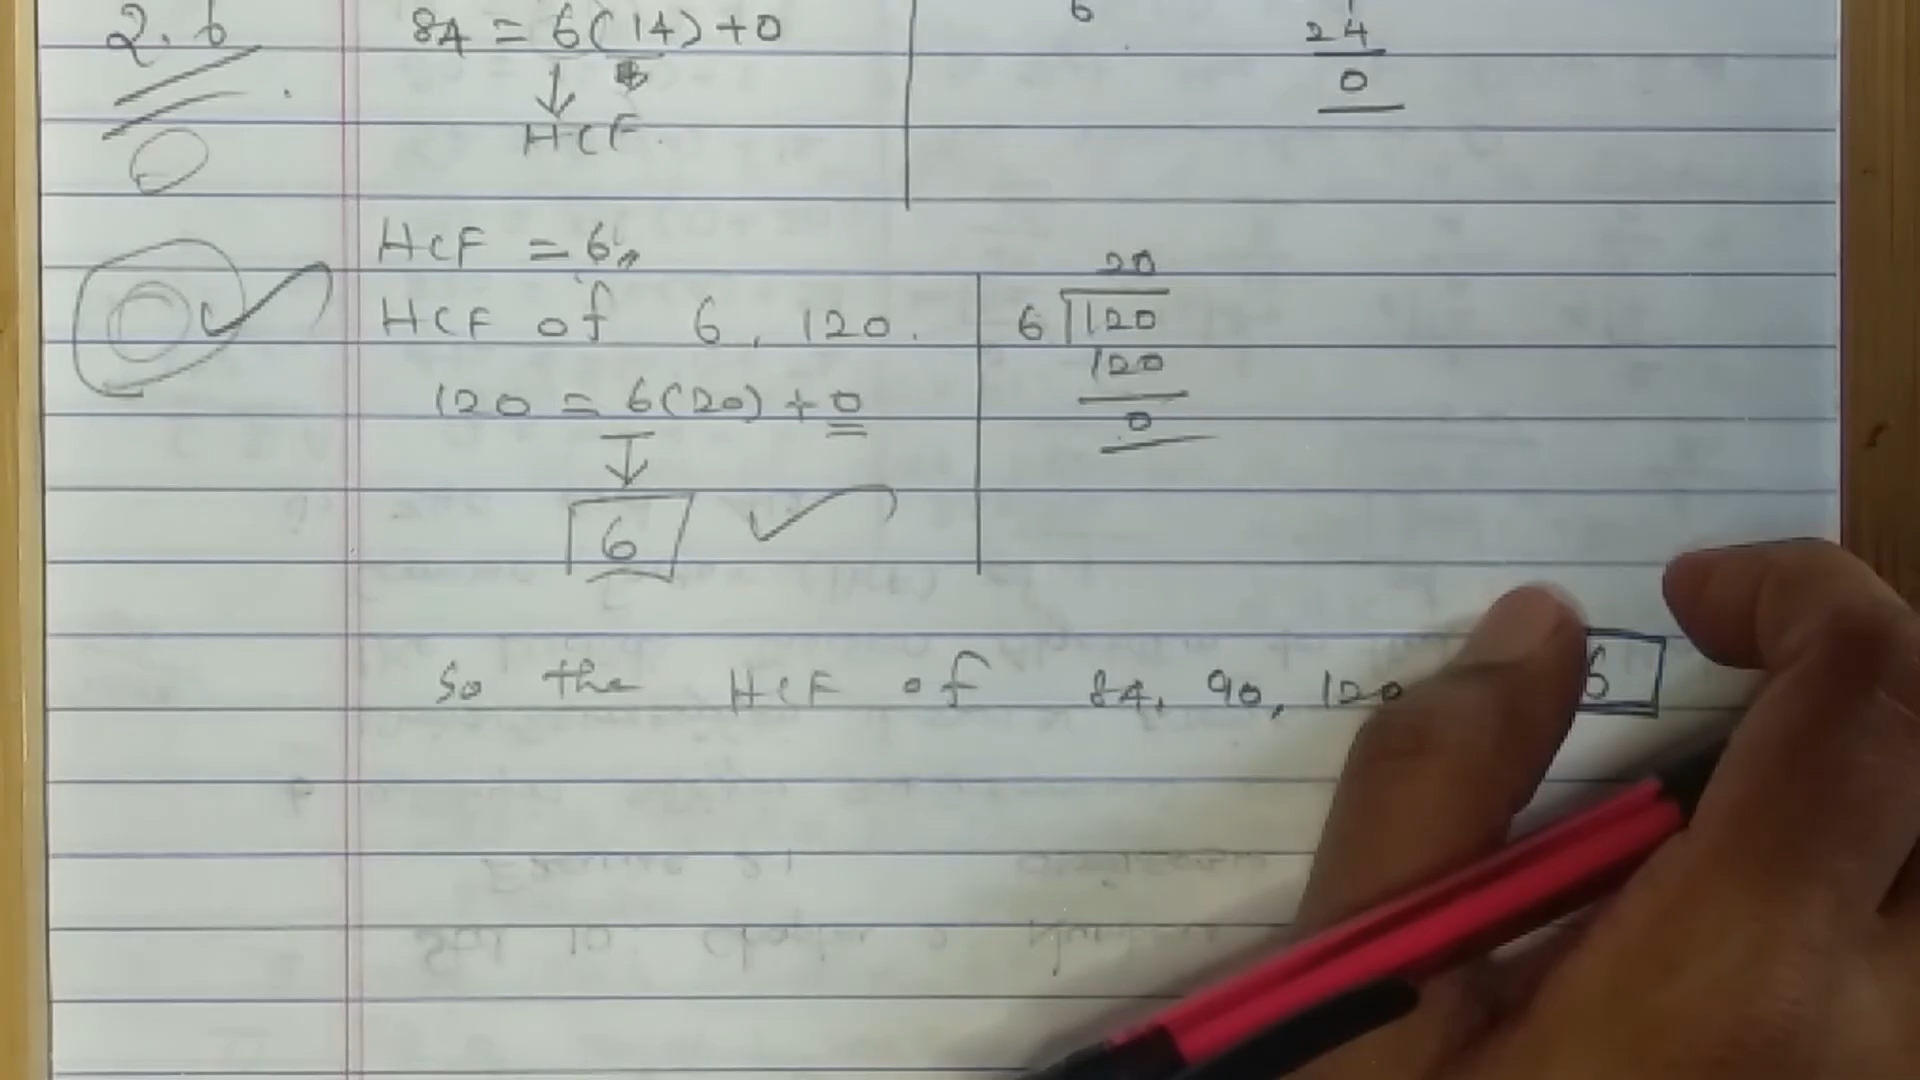 2.6
84 = 6(14)+0
HCF.
6
24
0
HCF = 6
HCF of 6, 120.
120 = 6(20) + 0
6
20
6 120
120
0
So the HCF of 84, 90, 120
6